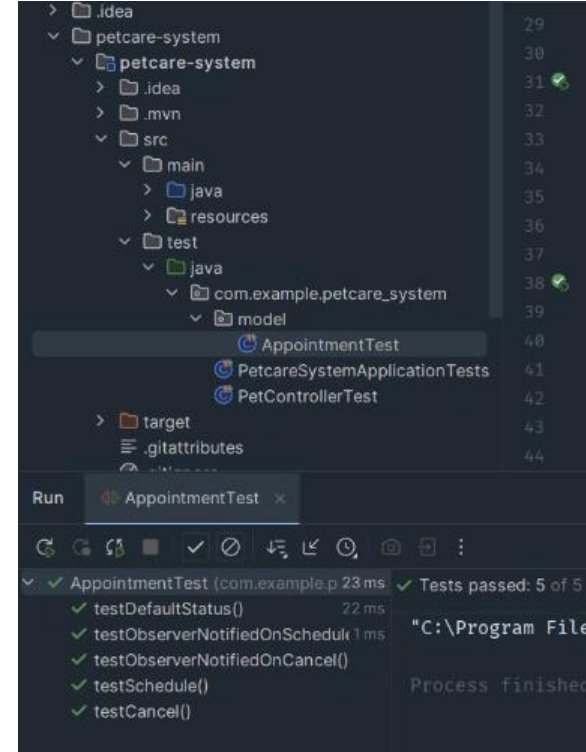 .idea
petcare-system
petcare-system
.idea
.mvn
src
main
java
resources
test
java
com.example.petcare_system
model
AppointmentTest
PetcareSystemApplicationTests
PetControllerTest
target
.gitattributes
29
30
31
32
33
34
35
36
37
38
39
40
41
42
43
44
Run AppointmentTest ×
AppointmentTest (com.example.p 23 ms
testDefaultStatus() 22 ms
testObserverNotifiedOnSchedule 1 ms
testObserverNotifiedOnCancel()
testSchedule()
testCancel()
Tests passed: 5 of 5
"C:\Program File
Process finished